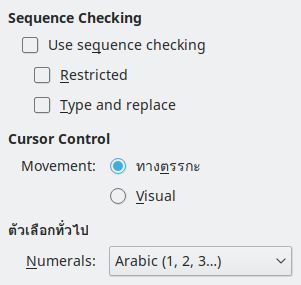 Sequence Checking
Use sequence checking
Restricted
Type and replace
Cursor Control
Movement: ทางตรรกะ
Visual
ตัวเลือกทั่วไป
Numerals: Arabic (1, 2, 3...)